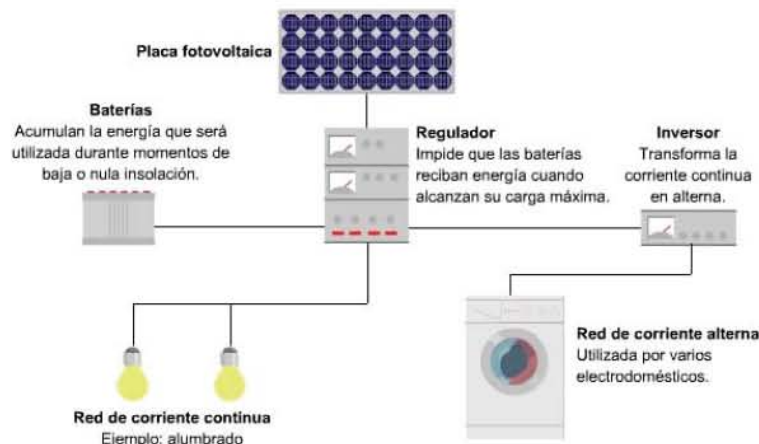 Placa fotovoltaica
Baterías
Acumulan la energía que será
utilizada durante momentos de
baja o nula insolación.
Regulador
Impide que las baterías
reciban energía cuando
alcanzan su carga máxima.
Inversor
Transforma la
corriente continua
en alterna.
Red de corriente alterna
Utilizada por varios
electrodomésticos.
Red de corriente continua
Ejemplo: alumbrado